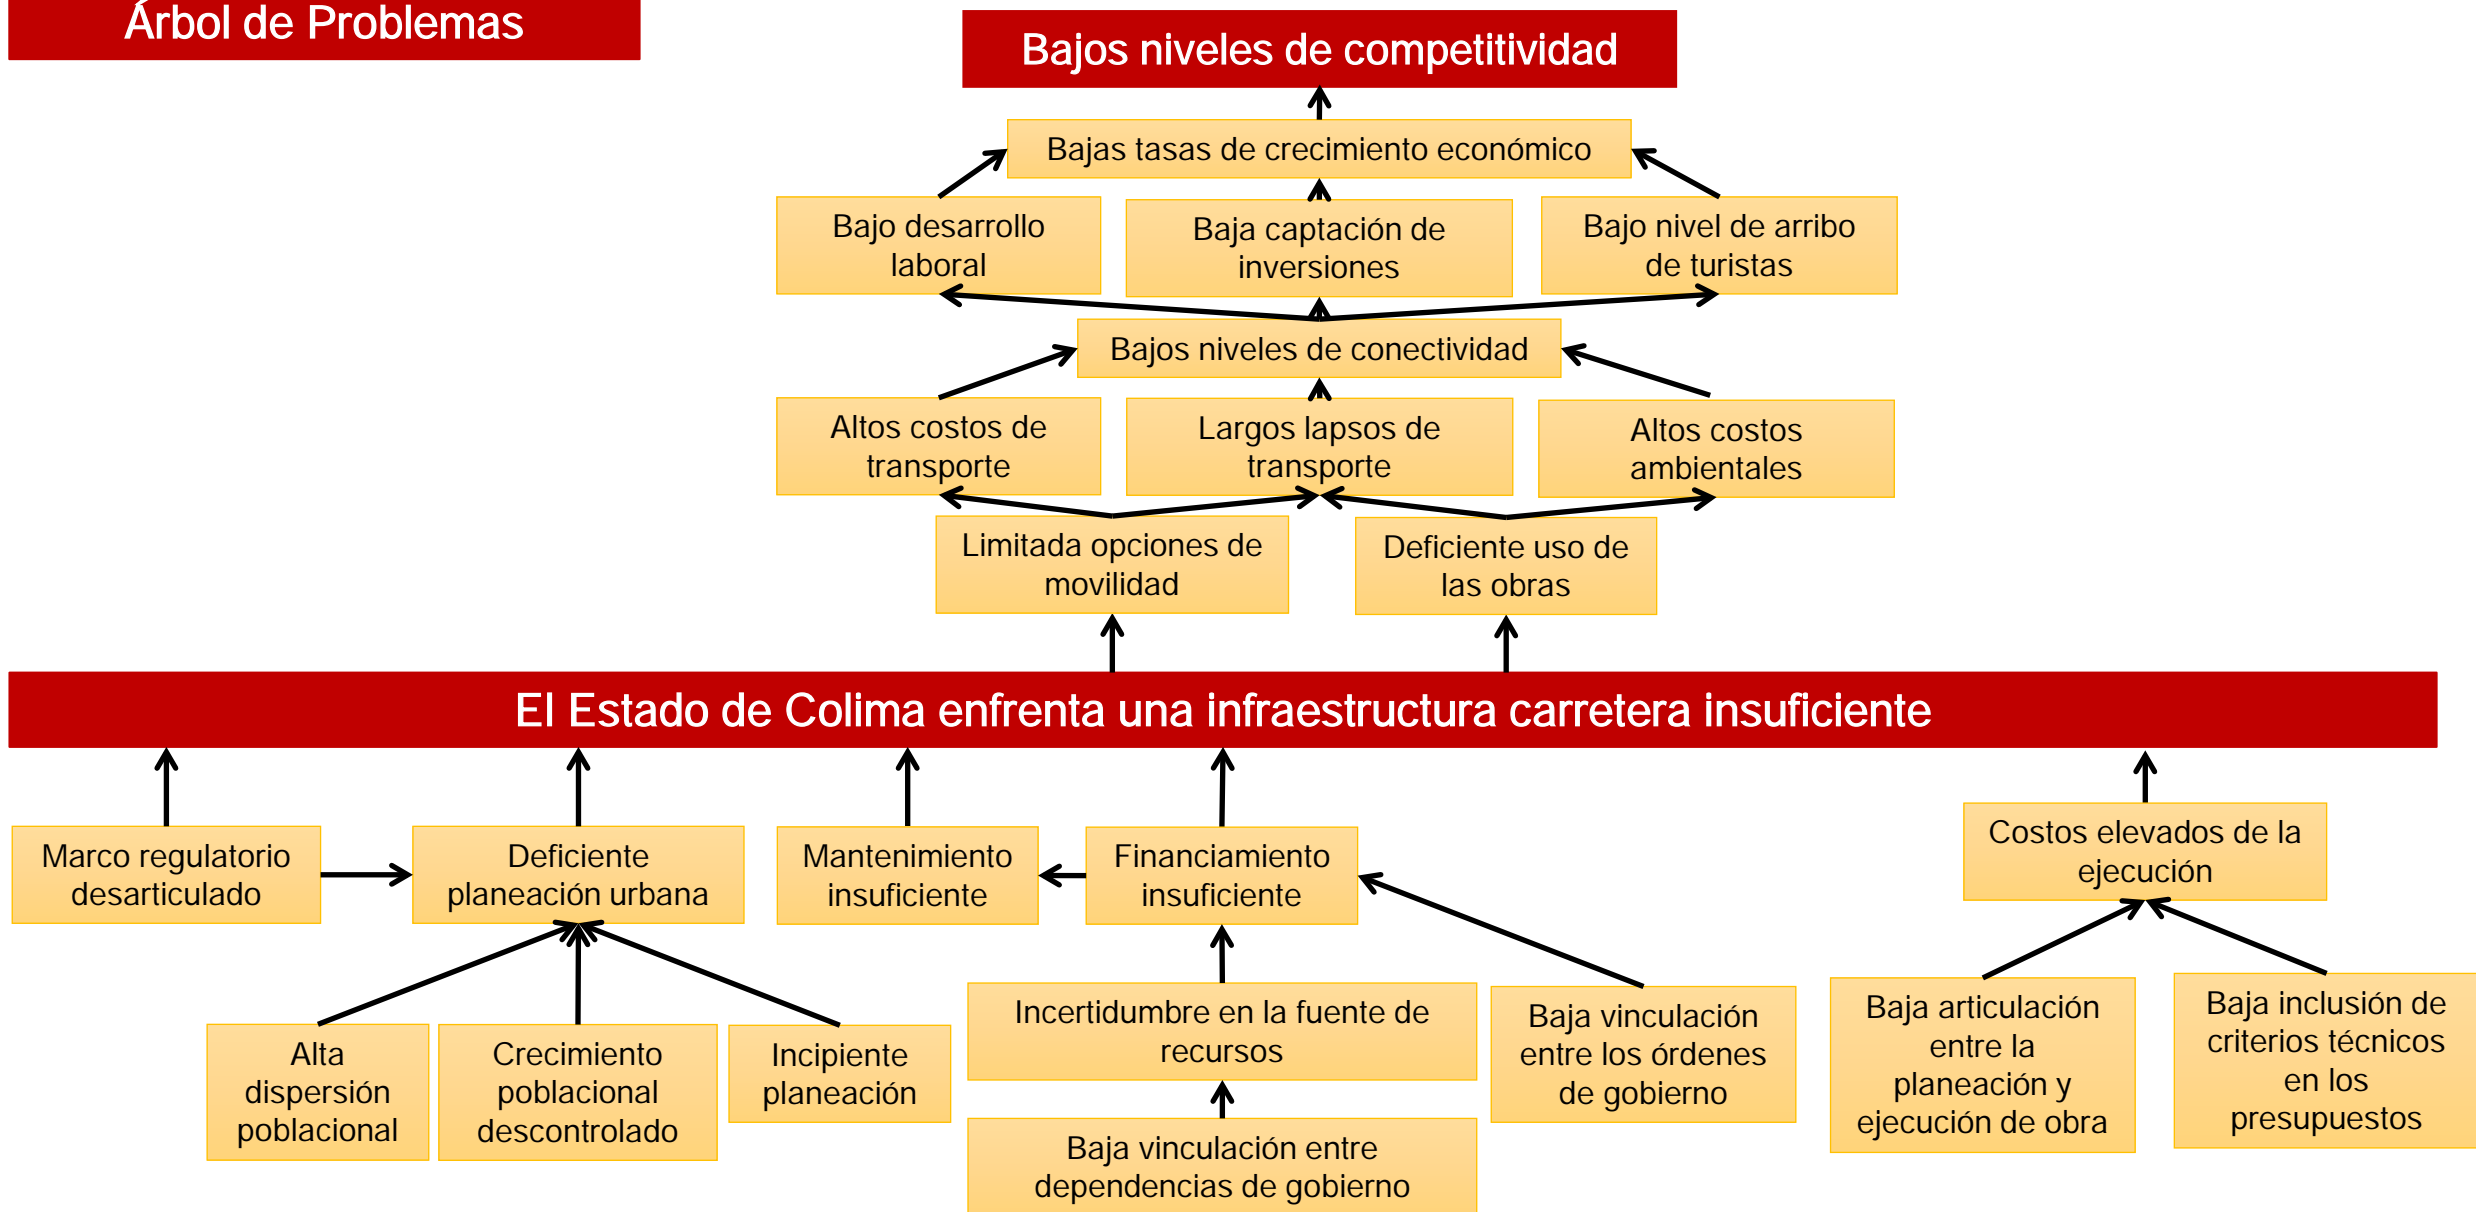 Árbol de Problemas
Bajos niveles de competitividad
Bajas tasas de crecimiento económico
Bajo desarrollo
laboral
Baja captación de
inversiones
Bajo nivel de arribo
de turistas
Bajos niveles de conectividad
Altos costos de
transporte
Largos lapsos de
transporte
Altos costos
ambientales
Limitada opciones de
movilidad
Deficiente uso de
las obras
El Estado de Colima enfrenta una infraestructura carretera insuficiente
Marco regulatorio
desarticulado
Deficiente
planeación urbana
Mantenimiento
insuficiente
Financiamiento
insuficiente
Costos elevados de la
ejecución
Alta
dispersión
poblacional
Crecimiento
poblacional
descontrolado
Incipiente
planeación
Incertidumbre en la fuente de
recursos
Baja vinculación entre
dependencias de gobierno
Baja vinculación
entre los órdenes
de gobierno
Baja articulación
entre la
planeación y
ejecución de obra
Baja inclusión de
criterios técnicos
en los
presupuestos